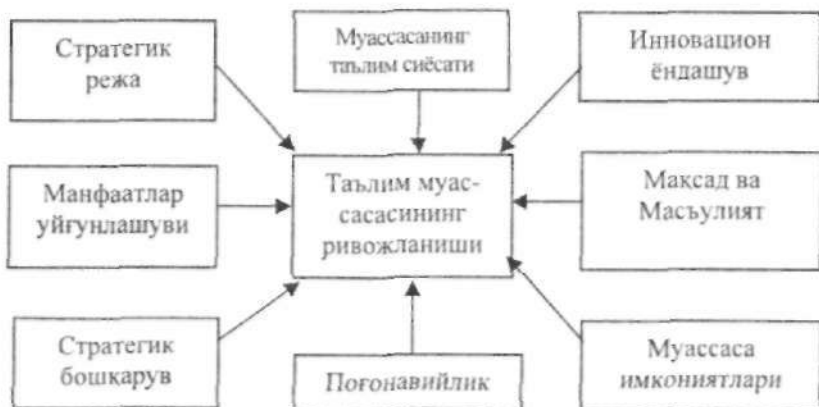 Стратегик
режа
Муассасанинг
таълим сиёсати
Инновацион
ёндашув
Манфаатлар
уйғунлашуви
Таълим муас-
сасасининг
ривожланиши
Мақсад ва
Масъулият
Стратегик
бошкарув
Поғонавийлик
Муассаса
имкониятлари